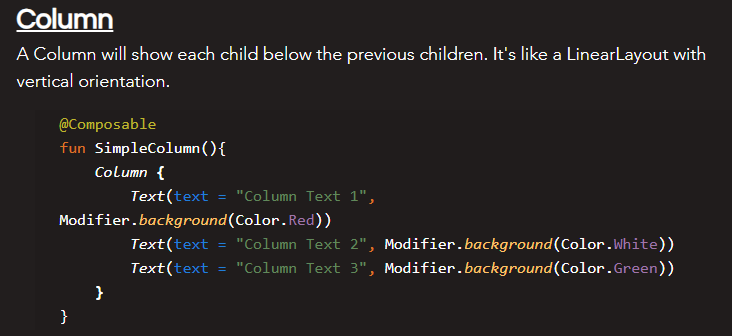 Column
A Column will show each child below the previous children. It's like a LinearLayout with
vertical orientation.
@Composable
fun SimpleColumn(){
    Column {
        Text(text = "Column Text 1",
Modifier.background(Color.Red))
        Text(text = "Column Text 2", Modifier.background(Color.White))
        Text(text = "Column Text 3", Modifier.background(Color.Green))
    }
}